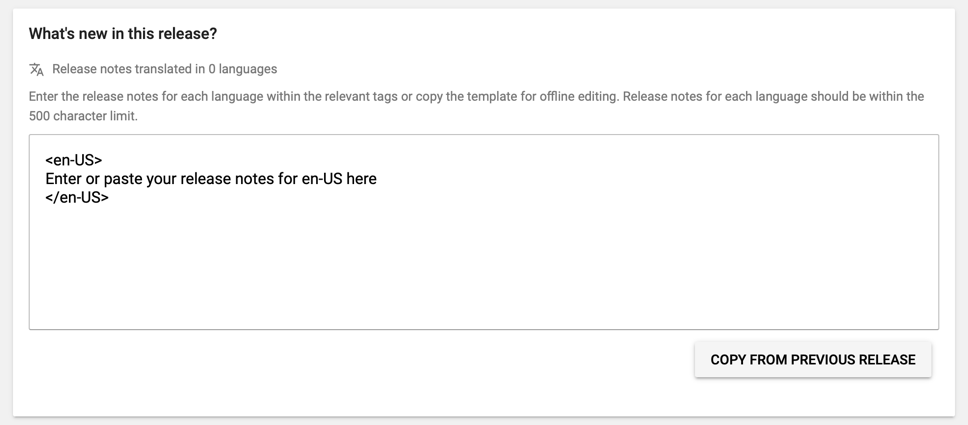 What's new in this release?
Release notes translated in 0 languages
Enter the release notes for each language within the relevant tags or copy the template for offline editing. Release notes for each language should be within the
500 character limit.
<en-US>
Enter or paste your release notes for en-US here
</en-US>
COPY FROM PREVIOUS RELEASE